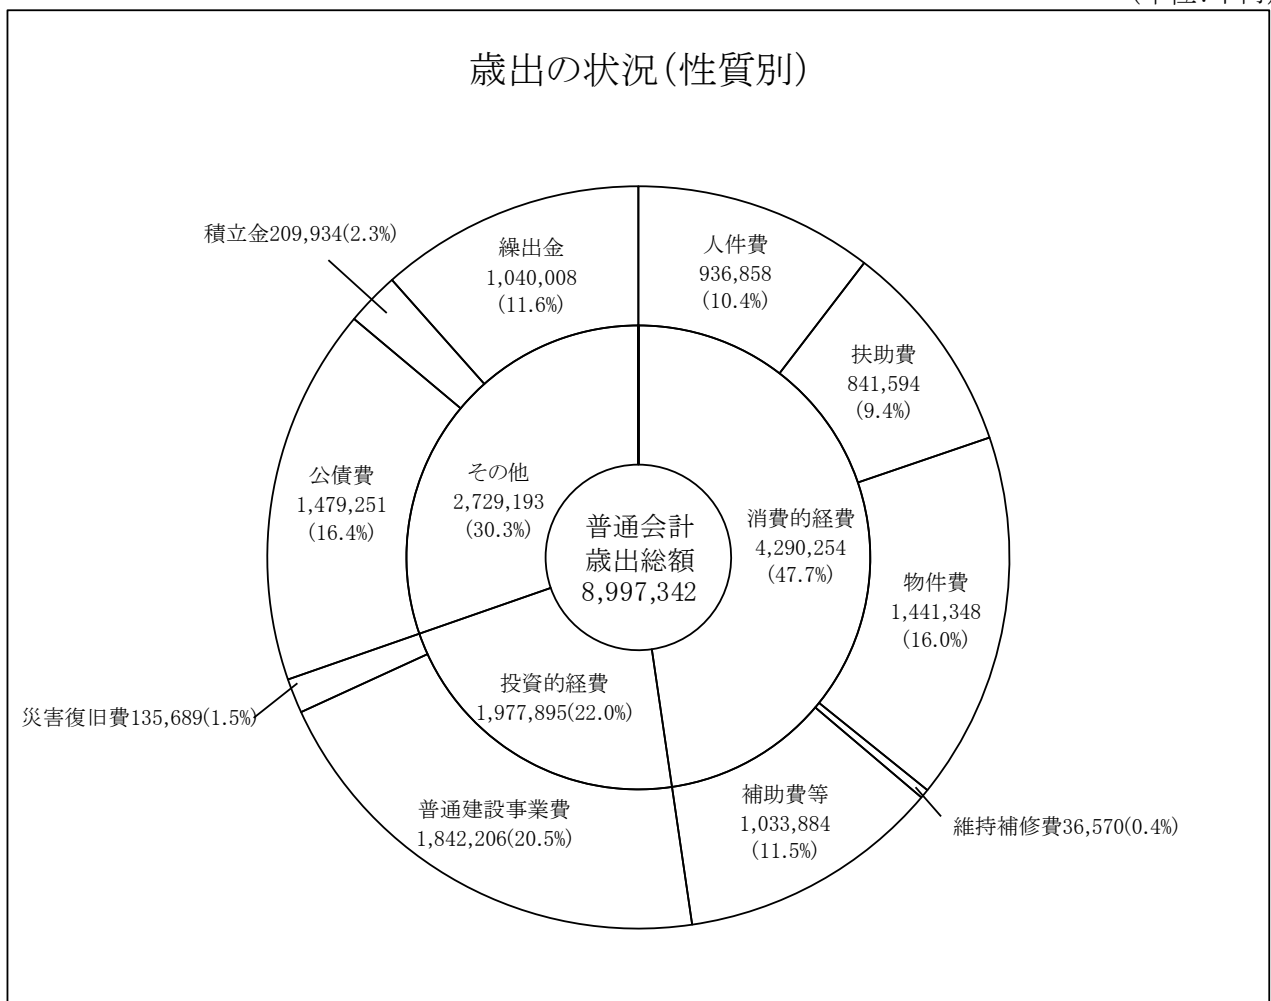 歳出の状況(性質別)
積立金209,934(2.3%)
繰出金
1,040,008
(11.6%)
人件費
936,858
(10.4%)
扶助費
841,594
(9.4%)
公債費
1,479,251
(16.4%)
その他
2,729,193
(30.3%)
普通会計
歳出総額
8,997,342
消費的経費
4,290,254
(47.7%)
物件費
1,441,348
(16.0%)
災害復旧費135,689(1.5%)
投資的経費
1,977,895(22.0%)
普通建設事業費
1,842,206(20.5%)
補助費等
1,033,884
(11.5%)
維持補修費36,570(0.4%)